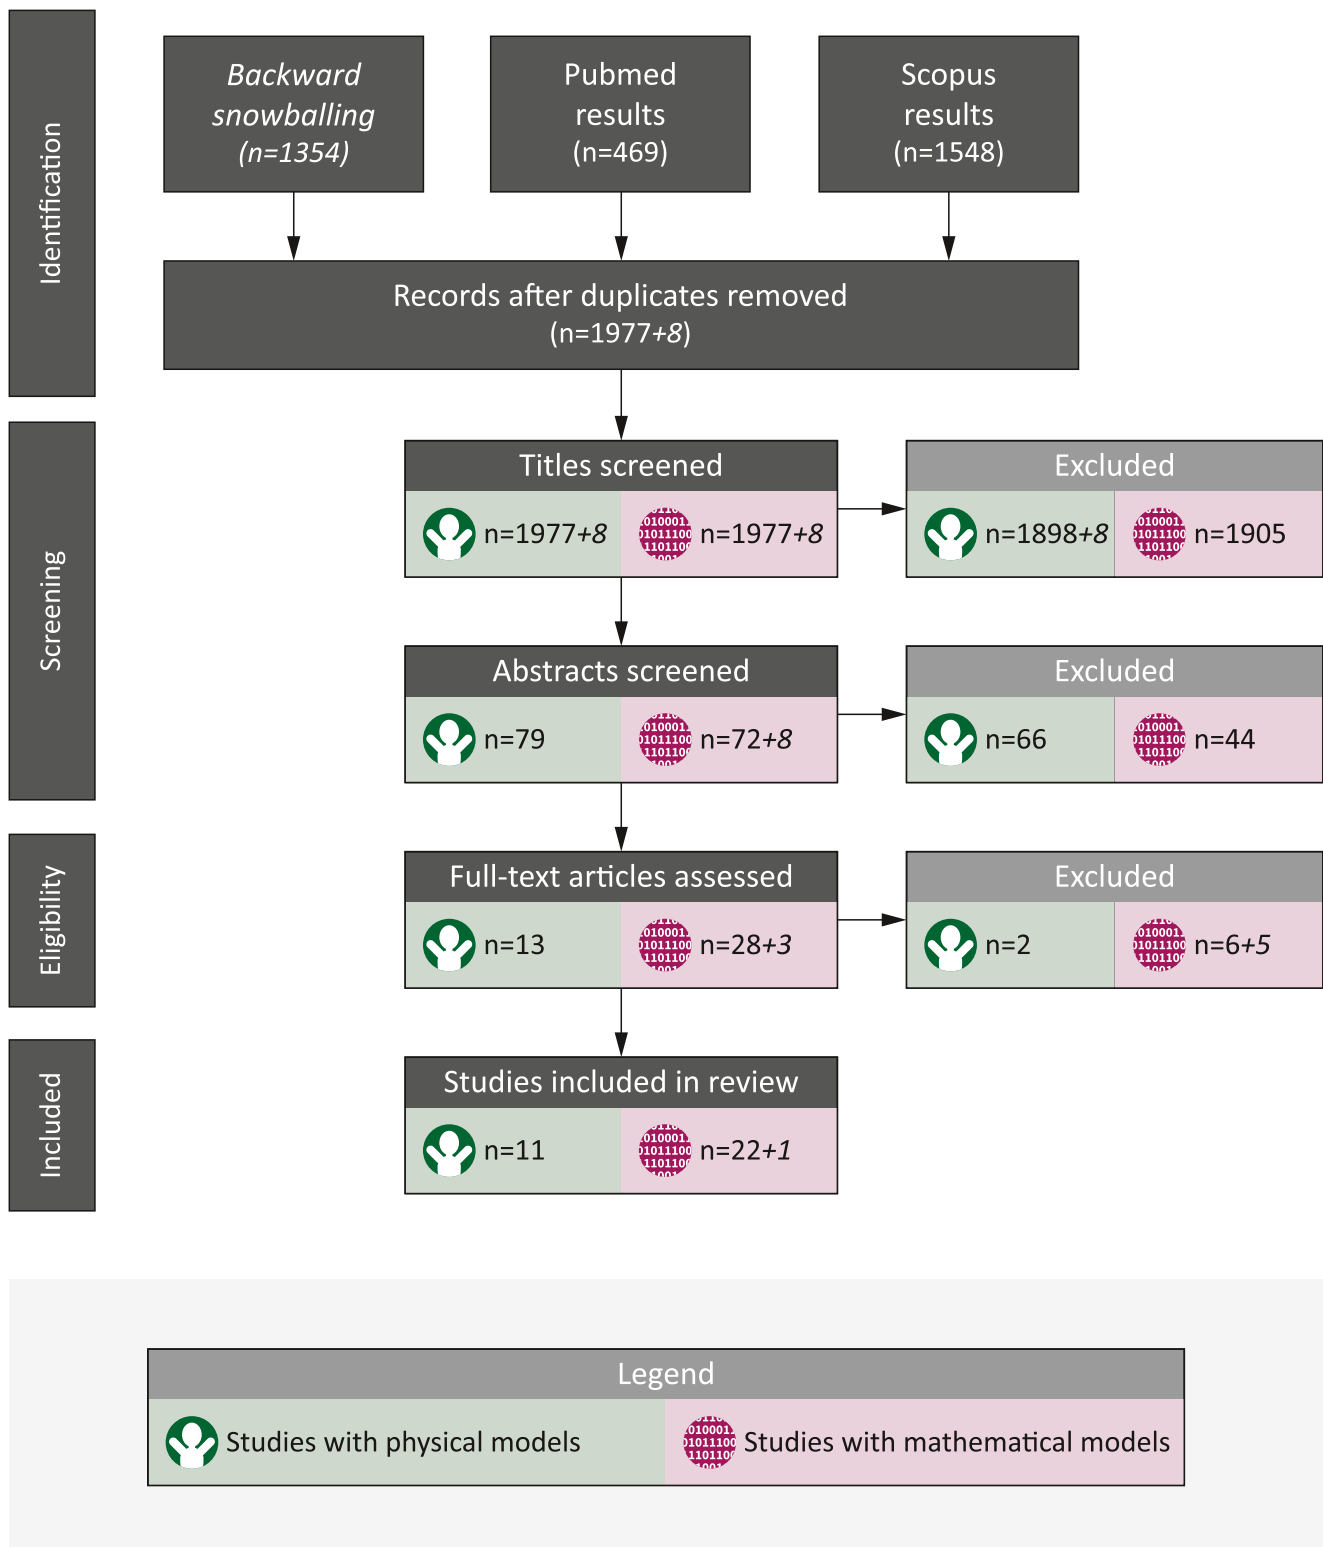 Identification
Backward
snowballing
(n=1354)
Pubmed
results
(n=469)
Scopus
results
(n=1548)
Records after duplicates removed
(n=1977+8)
Screening
Titles screened
n=1977+8
n=1977+8
Excluded
n=1898+8
n=1905
Abstracts screened
n=79
n=72+8
Excluded
n=66
n=44
Eligibility
Full-text articles assessed
n=13
n=28+3
Excluded
n=2
n=6+5
Included
Studies included in review
n=11
n=22+1
Legend
Studies with physical models
Studies with mathematical models